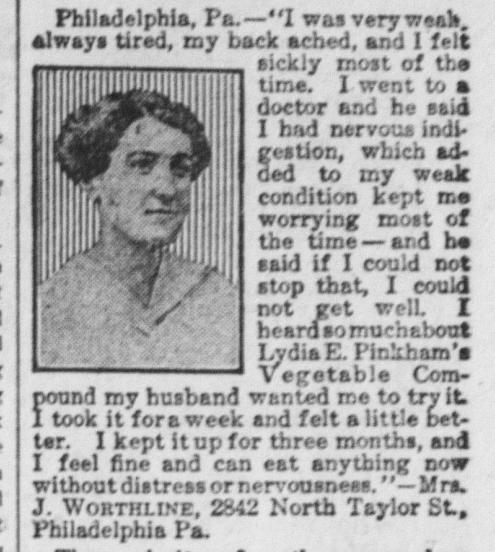 Philadelphia, Pa.—"I was very weak,
always tired, my back ached, and I felt
sickly most of the
time. I went to a
doctor and he said
I had nervous indi-
gestion, which ad-
ded to my weak
condition kept me
worrying most of
the time—and he
said if I could not
stop that, I could
not get well. I
heard so much about
Lydia E. Pinkham's
Vegetable Com-
pound my husband wanted me to try it.
I took it for a week and felt a little bet-
ter. I kept it up for three months, and
I feel fine and can eat anything now
without distress or nervousness."—Mrs.
J. WORTHLINE, 2842 North Taylor St.,
Philadelphia Pa.